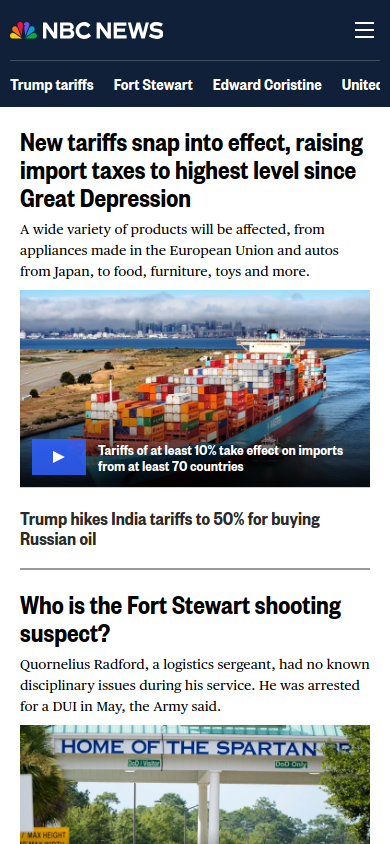 NBC NEWS
Trump tariffs Fort Stewart Edward Coristine United
New tariffs snap into effect, raising
import taxes to highest level since
Great Depression
A wide variety of products will be affected, from
appliances made in the European Union and autos
from Japan, to food, furniture, toys and more.
Tariffs of at least 10% take effect on imports
from at least 70 countries
Trump hikes India tariffs to 50% for buying
Russian oil
Who is the Fort Stewart shooting
suspect?
Quornelius Radford, a logistics sergeant, had no known
disciplinary issues during his service. He was arrested
for a DUI in May, the Army said.
HOME OF THE SPARTAN
DoD / Visitor
DoD Only
MAX HEIGHT